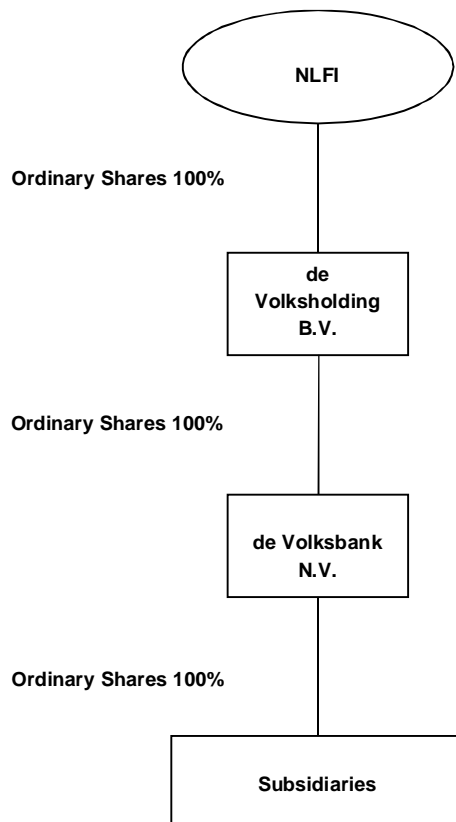 NLFI
Ordinary Shares 100%
de
Volksholding
B.V.
Ordinary Shares 100%
de Volksbank
N.V.
Ordinary Shares 100%
Subsidiaries